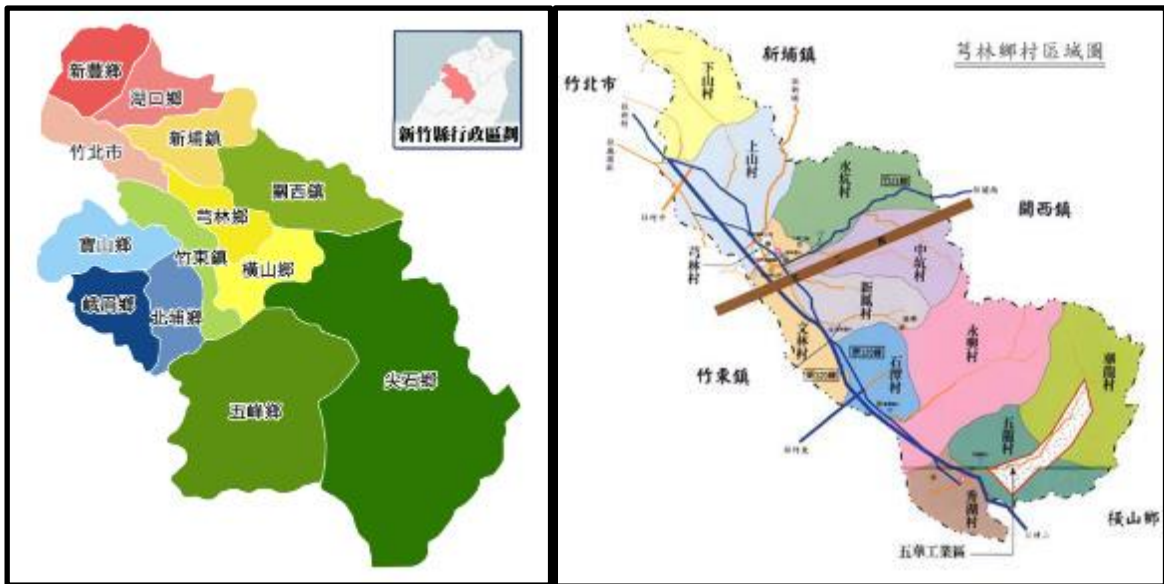 新豐鄉
湖口鄉
新竹縣行政區劃
新埔鎮
竹北市
關西鎮
芎林鄉
寶山鄉
竹東鎮
橫山鄉
峨眉鄉
北埔鄉
尖石鄉
五峰鄉
芎林鄉村區域圖
新埔鎮
竹北市
下山村
上山村
水坑村
關西鎮
芎林村
中坑村
新鳳村
文林村
永興村
竹東鎮
石潭村
華龍村
五龍村
秀湖村
橫山鄉
五華工業區